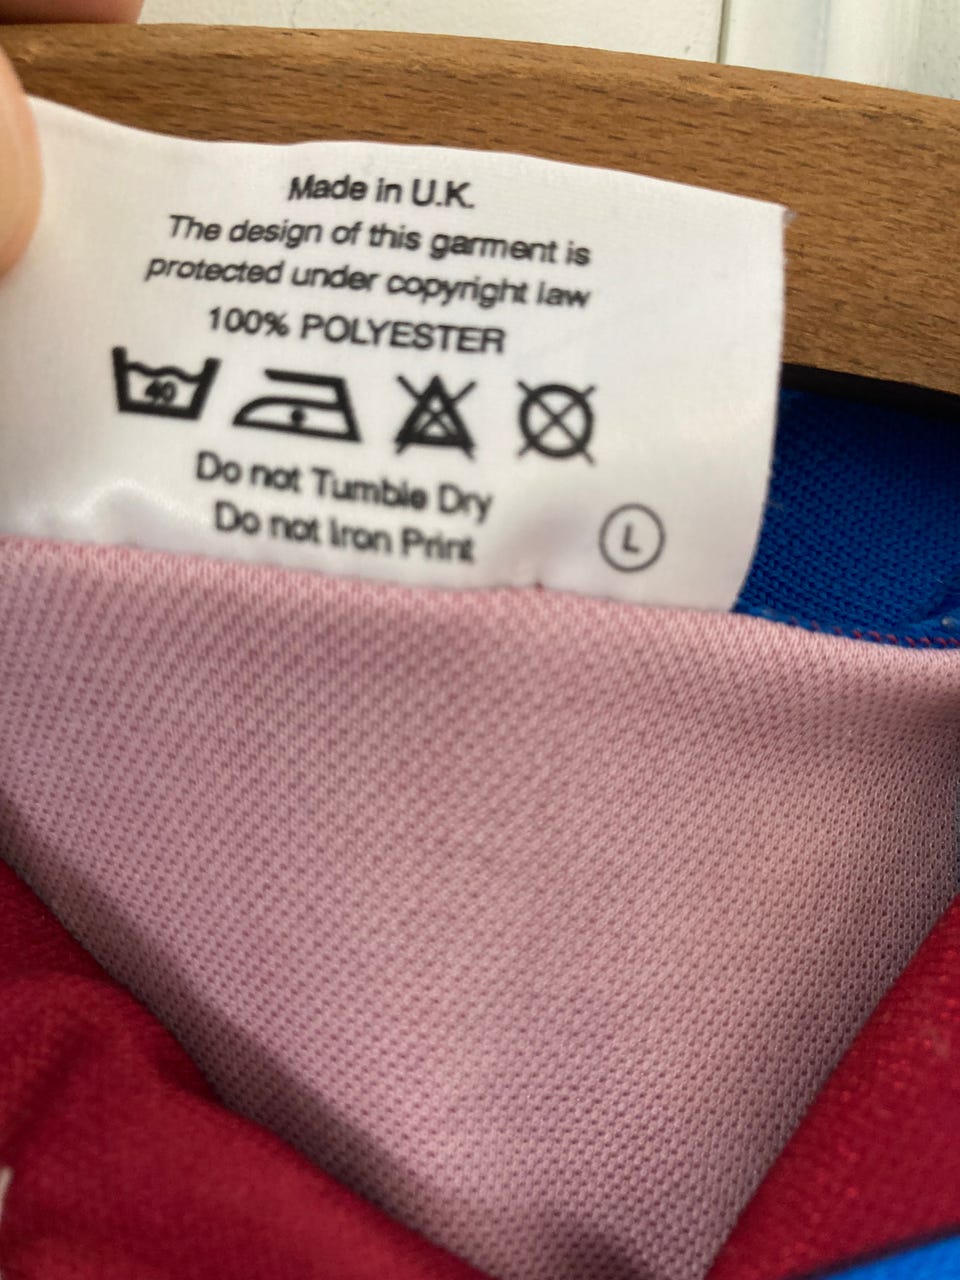 Made in U.K.
The design of this garment is
protected under copyright law
100% POLYESTER
40
Do not Tumble Dry
Do not Iron Print
L